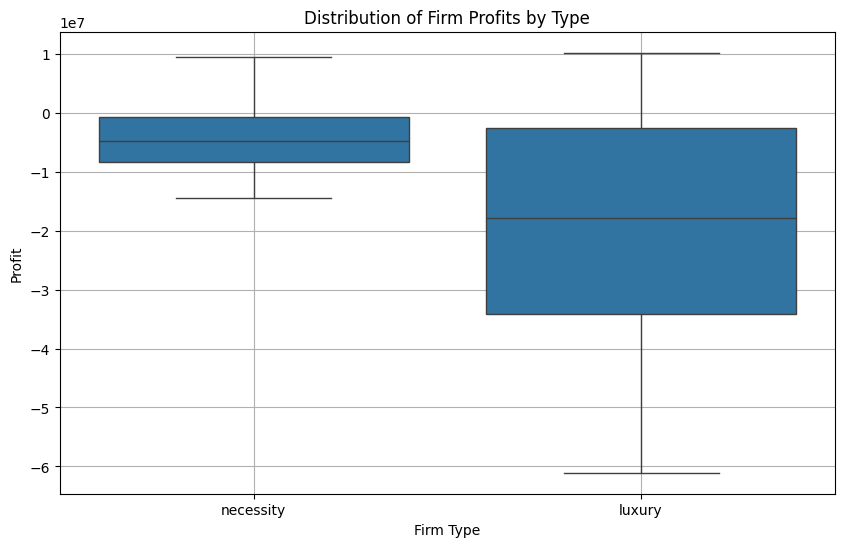 Distribution of Firm Profits by Type
1e7
1
0
−1
−2
−3
−4
−5
−6
Profit
necessity luxury
Firm Type